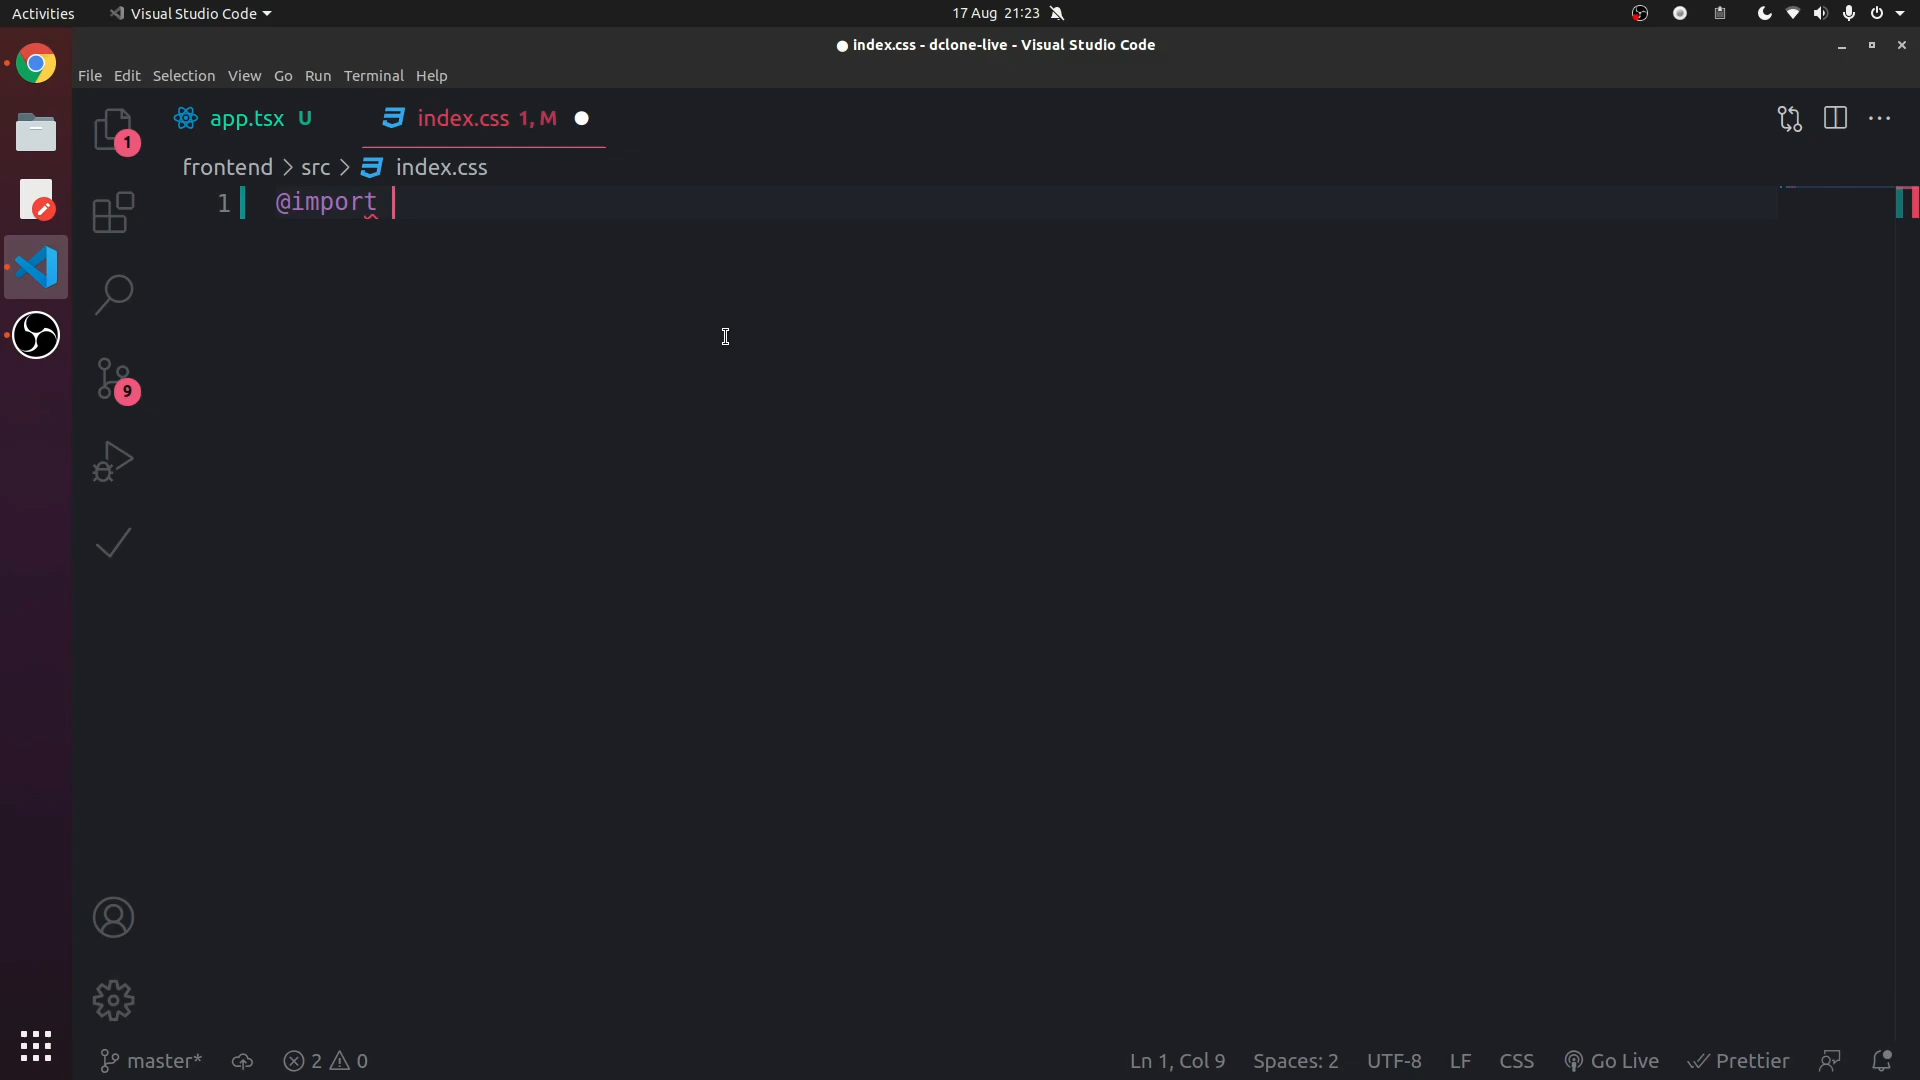 Activities
Visual Studio Code
17 Aug 21:23
index.css - dclone-live - Visual Studio Code
File Edit Selection View Go Run Terminal Help
app.tsx U
index.css 1, M
1
frontend > src > index.css
1 @import
9
master*
2 0
Ln 1, Col 9
Spaces: 2
UTF-8
LF
CSS
Go Live
Prettier